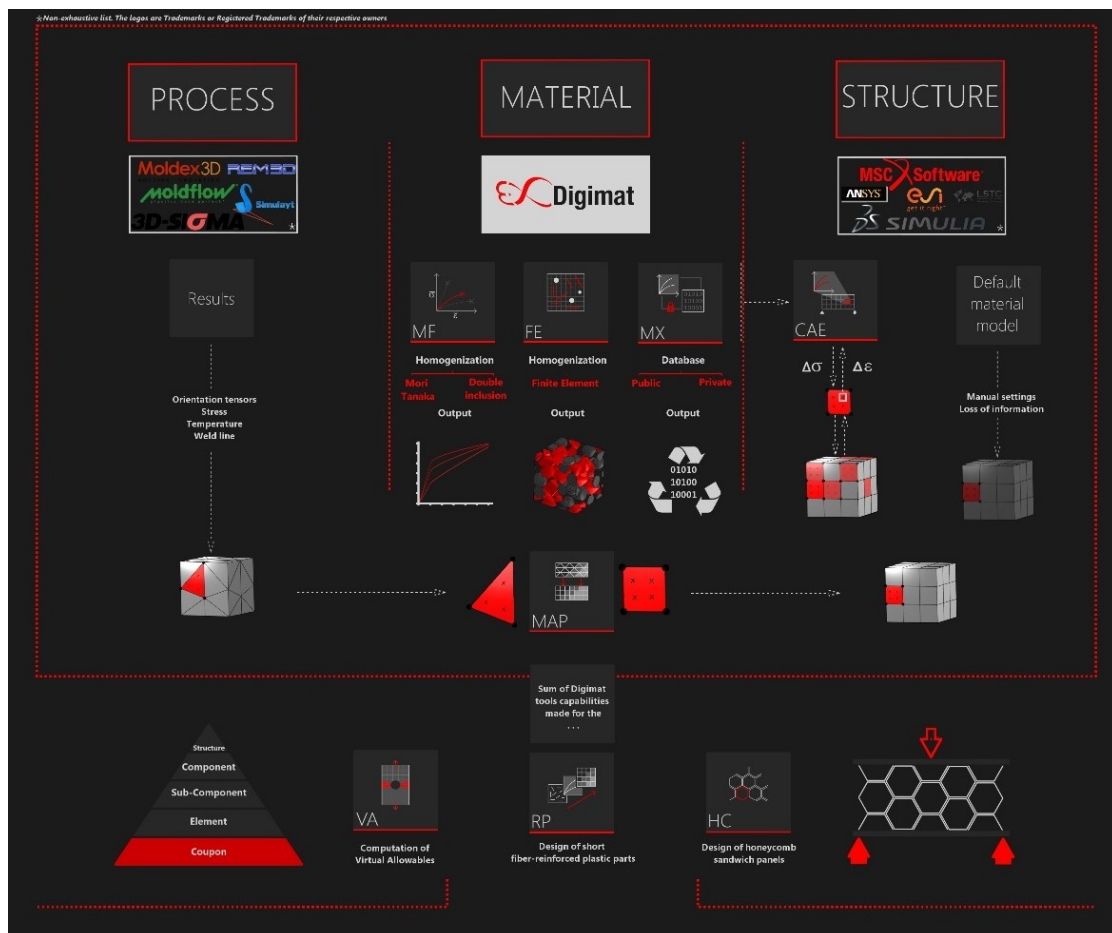 *Non-exhaustive list. The logos are Trademarks or Registered Trademarks of their respective owners
PROCESS
MATERIAL
STRUCTURE
Moldex3D REM3D
moldflow
Simulayt
3D-SIGMA
*
Digimat
MSC Software
ANSYS
esi
get it right
LSTC
SIMULIA
*
Results
MF
FE
MX
CAE
Default
material
model
Homogenization
Homogenization
Database
Mori
Tanaka
Double
inclusion
Finite Element
Public
Private
Output
Output
Output
Δσ
Δε
Orientation tensors
Stress
Temperature
Weld line
Manual settings
Loss of information
01010
10100
10001
MAP
Sum of Digimat
tools capabilities
made for the
...
Structure
Component
Sub-Component
Element
Coupon
VA
RP
HC
Computation of
Virtual Allowables
Design of short
fiber-reinforced plastic parts
Design of honeycomb
sandwich panels